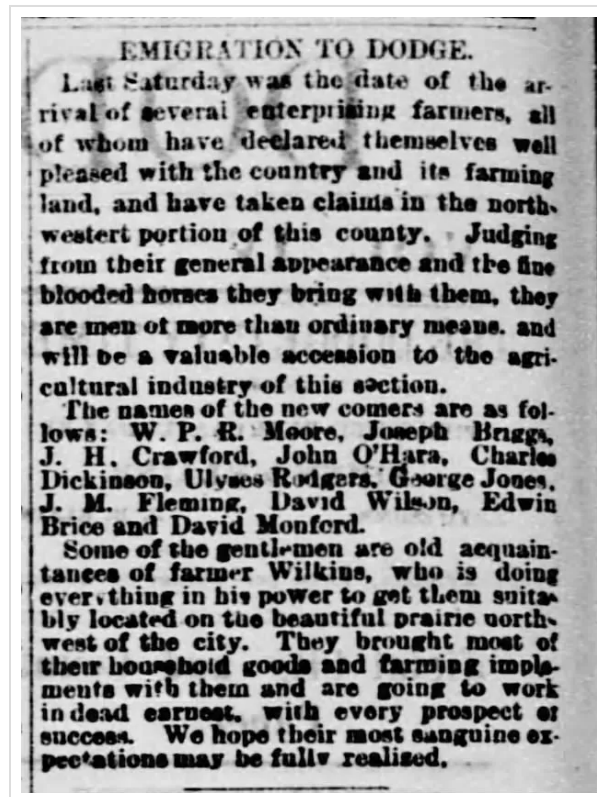 EMIGRATION TO DODGE.
Last Saturday was the date of the ar-
rival of several enterprising farmers, all
of whom have declared themselves well
pleased with the country and its farming
land, and have taken claims in the north-
westert portion of this county. Judging
from their general appearance and the fine
blooded horses they bring with them, they
are men of more than ordinary means. and
will be a valuable accession to the agri-
cultural industry of this section.
The names of the new comers are as fol-
lows: W. P. R. Moore, Joseph Briggs,
J. H. Crawford, John O'Hara, Charles
Dickinson, Ulyses Rodgers, George Jones,
J. M. Fleming, David Wilson, Edwin
Brice and David Monford.
Some of the gentlemen are old acquain-
tances of farmer Wilkins, who is doing
everything in his power to get them suita-
bly located on the beautiful prairie north-
west of the city. They brought most of
their household goods and farming imple-
ments with them and are going to work
in dead earnest, with every prospect of
success. We hope their most sanguine ex-
pectations may be fully realized.